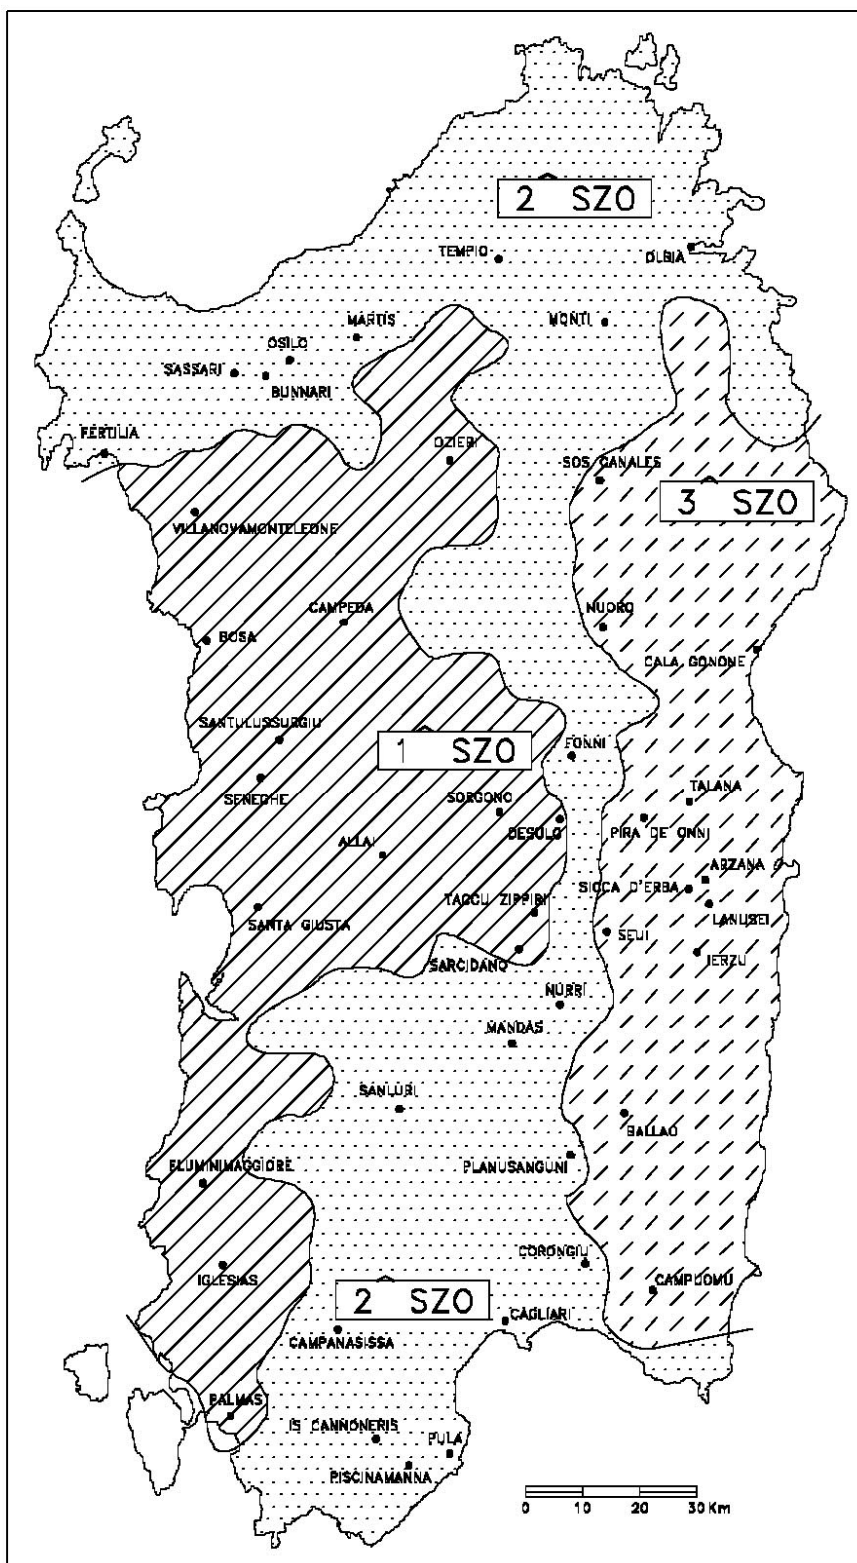 2^ SZO
TEMPIO
OLBIA
MARTIS
MONTI
OSILO
SASSARI
BUNNARI
FERTILIA
OZIERI
SOS CANALES
3^ SZO
VILLANOVAMONTELEONE
CAMPEDA
NUORO
BOSA
CALA GONONE
SANTULUSSURGIU
1^ SZO
FONNI
SENEGHE
SORGONO
TALANA
DESULO
PIRA DE ONNI
ALLAI
ARZANA
SICCA D'ERBA
TACCU ZIPPIRI
LANUSEI
SANTA GIUSTA
SEUI
SARCIDANO
IERZU
NURRI
MANDAS
SANLURI
BALLAO
FLUMINIMAGGIORE
PLANUSANGUNI
CORONGIU
IGLESIAS
CAMPUOMU
2^ SZO
CAGLIARI
CAMPANASISSA
PALMAS
IS CANNONERIS
PULA
PISCINAMANNA
0 10 20 30 Km